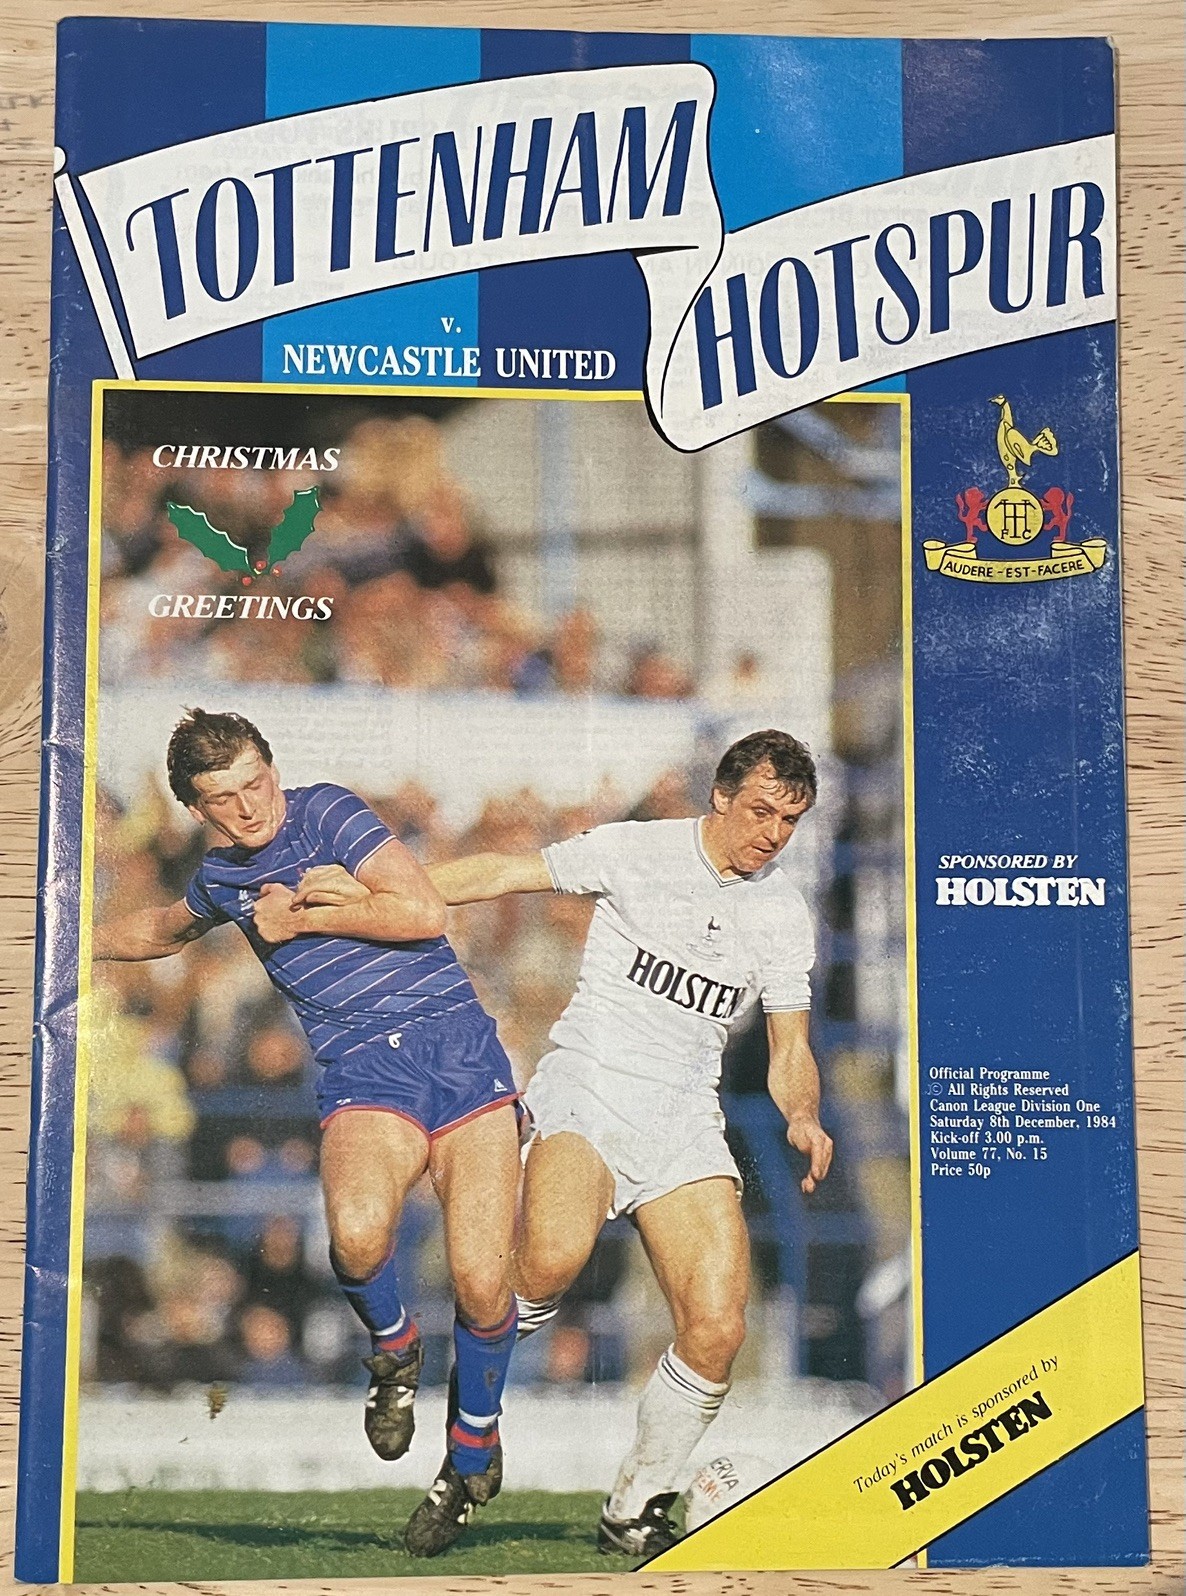 TOTTENHAM
HOTSPUR
v.
NEWCASTLE UNITED
CHRISTMAS
GREETINGS
THFC
AUDERE - EST - FACERE
SPONSORED BY
HOLSTEN
HOLSTEN
Official Programme
© All Rights Reserved
Canon League Division One
Saturday 8th December, 1984
Kick-off 3.00 p.m.
Volume 77, No. 15
Price 50p
Today's match is sponsored by
HOLSTEN